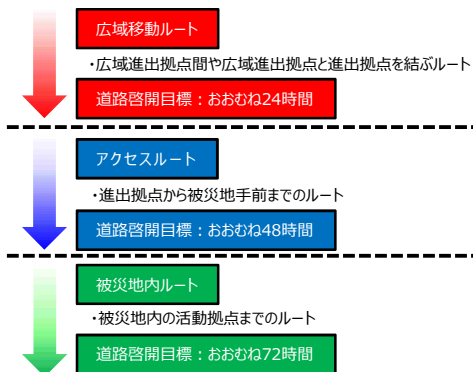 広域移動ルート
・広域進出拠点間や広域進出拠点と進出拠点を結ぶルート
道路啓開目標：おおむね24時間
アクセスルート
・進出拠点から被災地手前までのルート
道路啓開目標：おおむね48時間
被災地内ルート
・被災地内の活動拠点までのルート
道路啓開目標：おおむね72時間